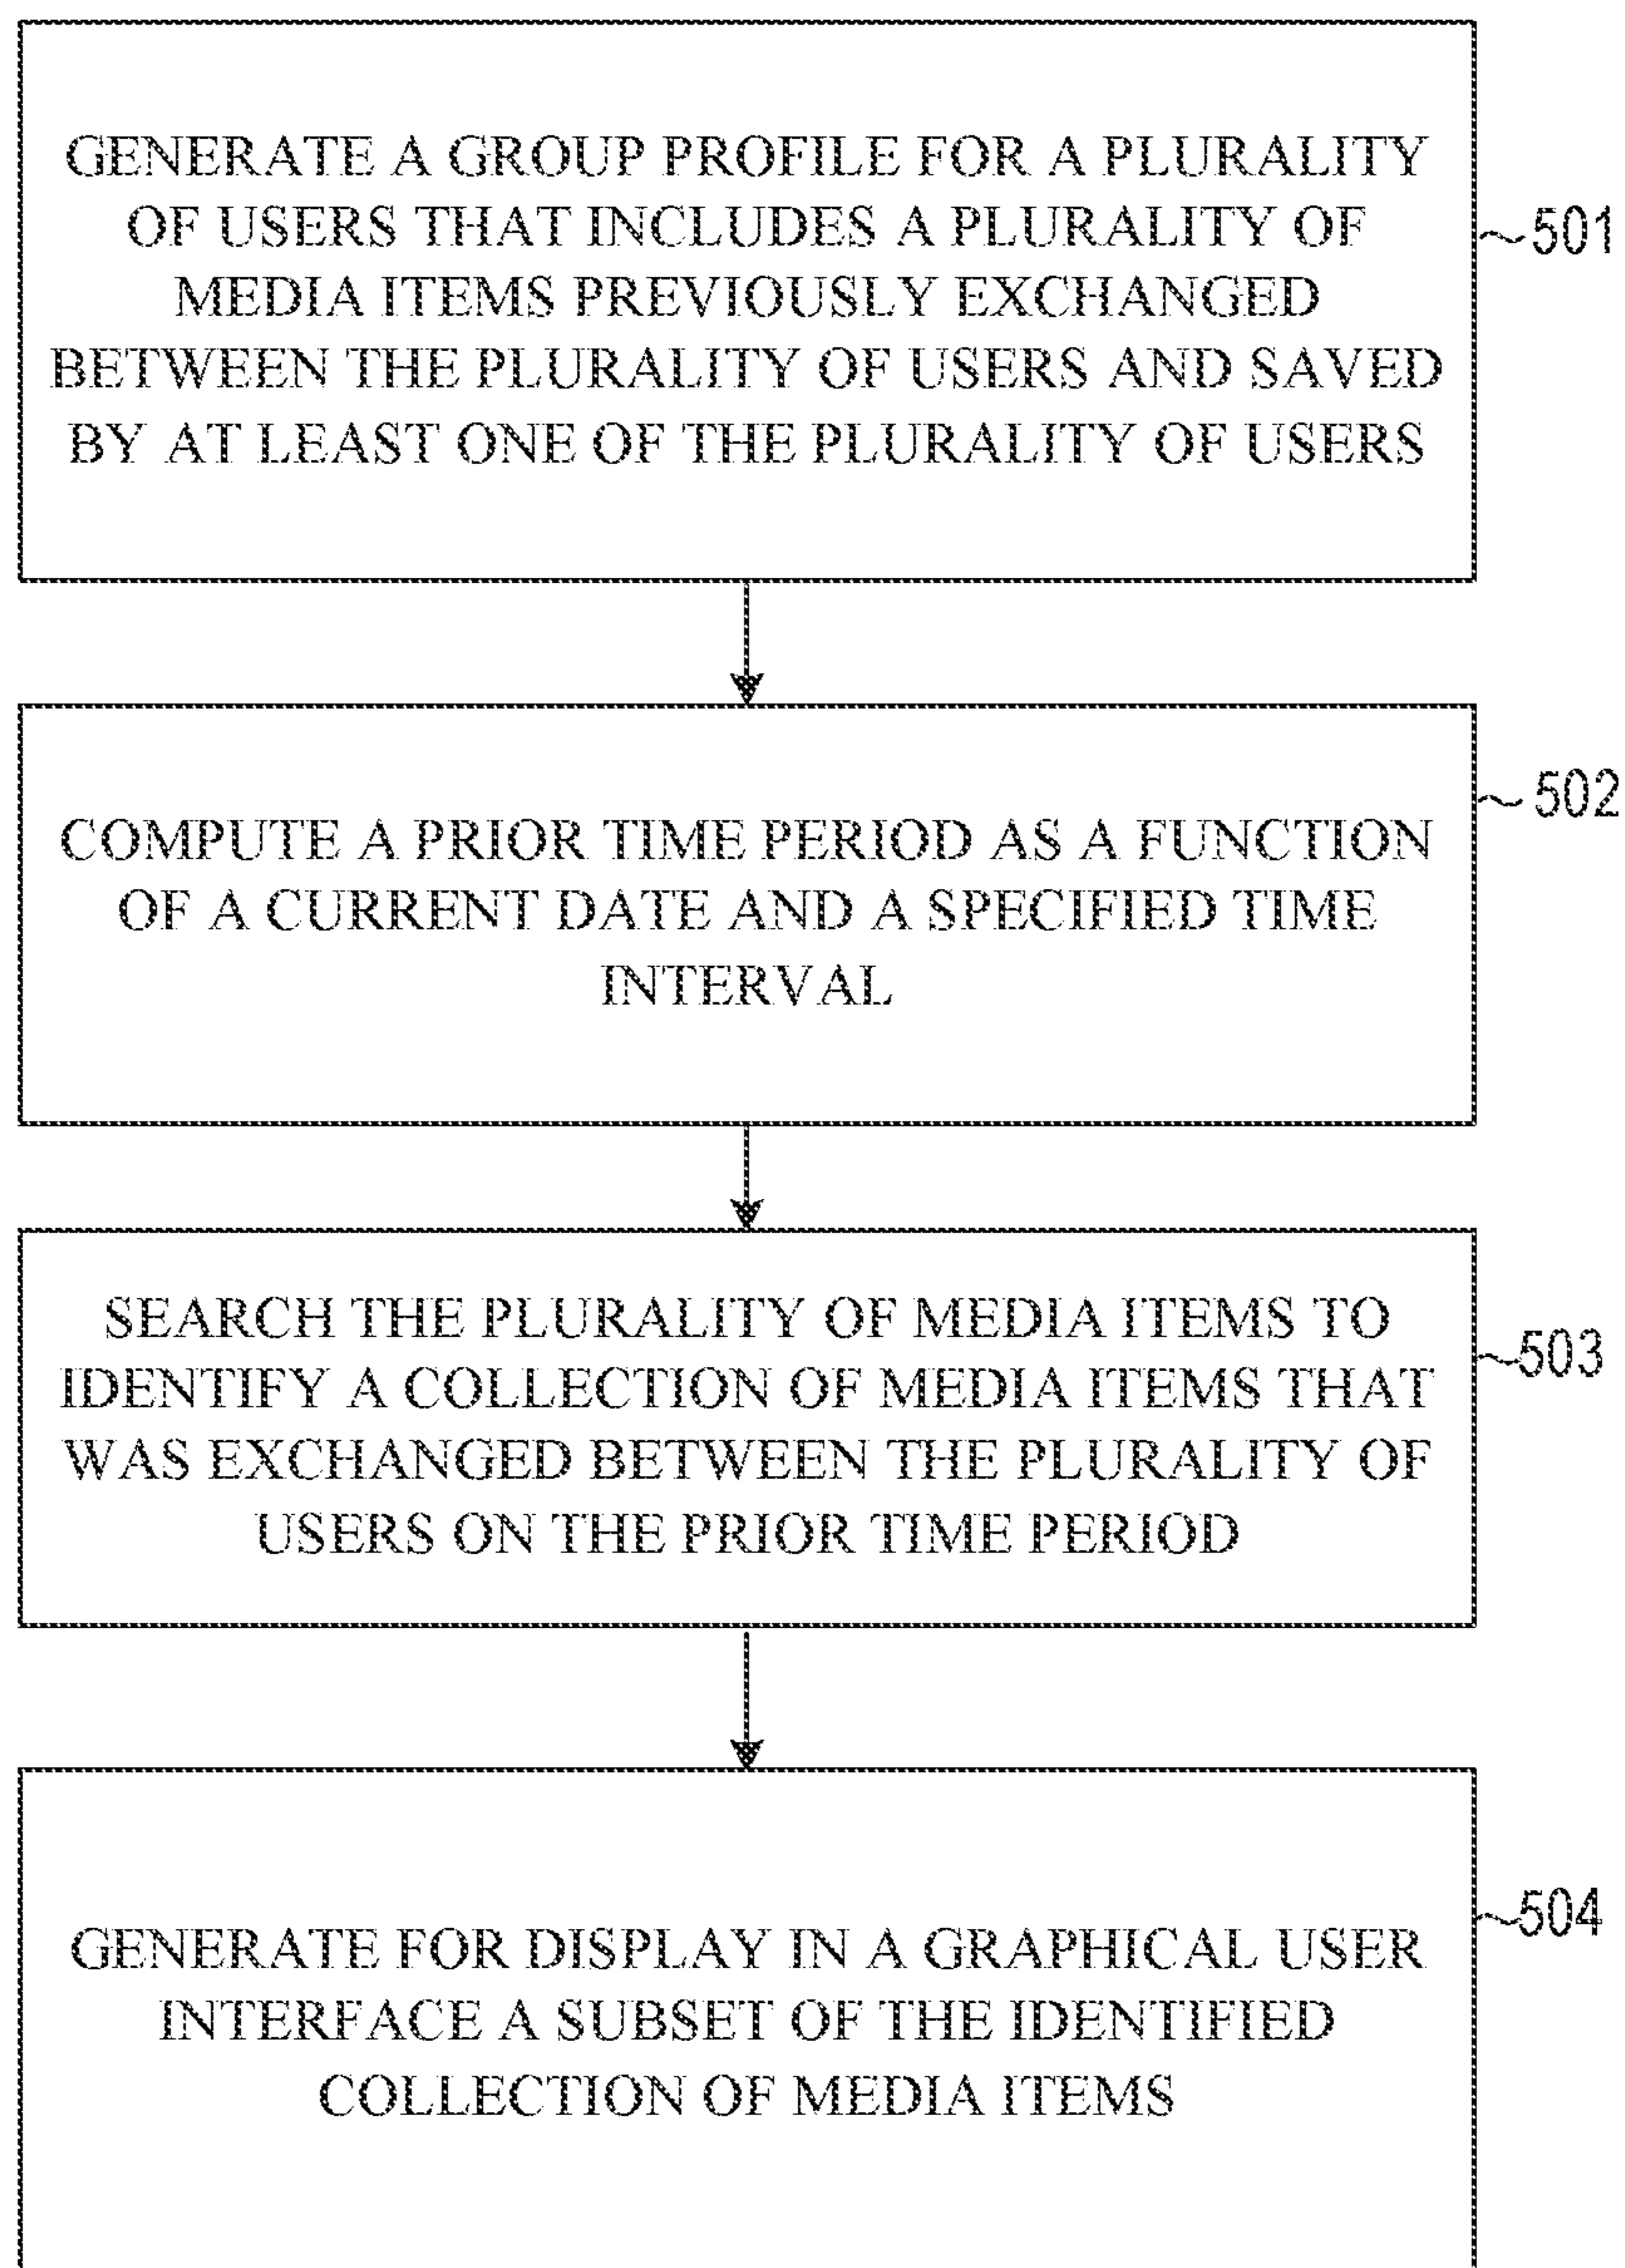 GENERATE A GROUP PROFILE FOR A PLURALITY
OF USERS THAT INCLUDES A PLURALITY OF
MEDIA ITEMS PREVIOUSLY EXCHANGED
BETWEEN THE PLURALITY OF USERS AND SAVED
BY AT LEAST ONE OF THE PLURALITY OF USERS
501
COMPUTE A PRIOR TIME PERIOD AS A FUNCTION
OF A CURRENT DATE AND A SPECIFIED TIME
INTERVAL
502
SEARCH THE PLURALITY OF MEDIA ITEMS TO
IDENTIFY A COLLECTION OF MEDIA ITEMS THAT
WAS EXCHANGED BETWEEN THE PLURALITY OF
USERS ON THE PRIOR TIME PERIOD
503
GENERATE FOR DISPLAY IN A GRAPHICAL USER
INTERFACE A SUBSET OF THE IDENTIFIED
COLLECTION OF MEDIA ITEMS
504